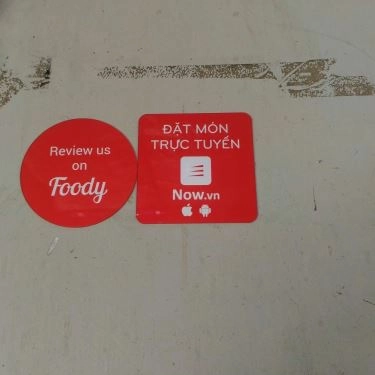 Review us
on
Foody
ĐẶT MÓN
TRỰC TUYẾN
Now.vn